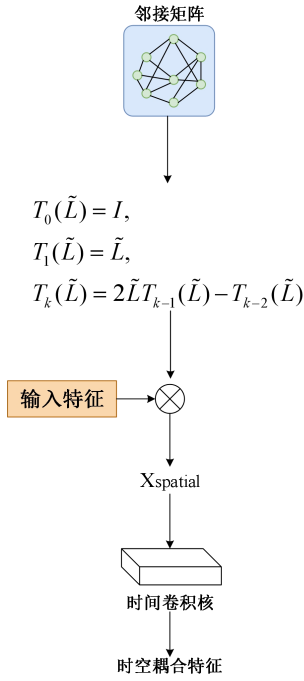 邻接矩阵
T₀(L̃) = I,
T₁(L̃) = L̃,
Tₖ(L̃) = 2L̃Tₖ₋₁(L̃) − Tₖ₋₂(L̃)
输入特征
Xspatial
时间卷积核
时空耦合特征